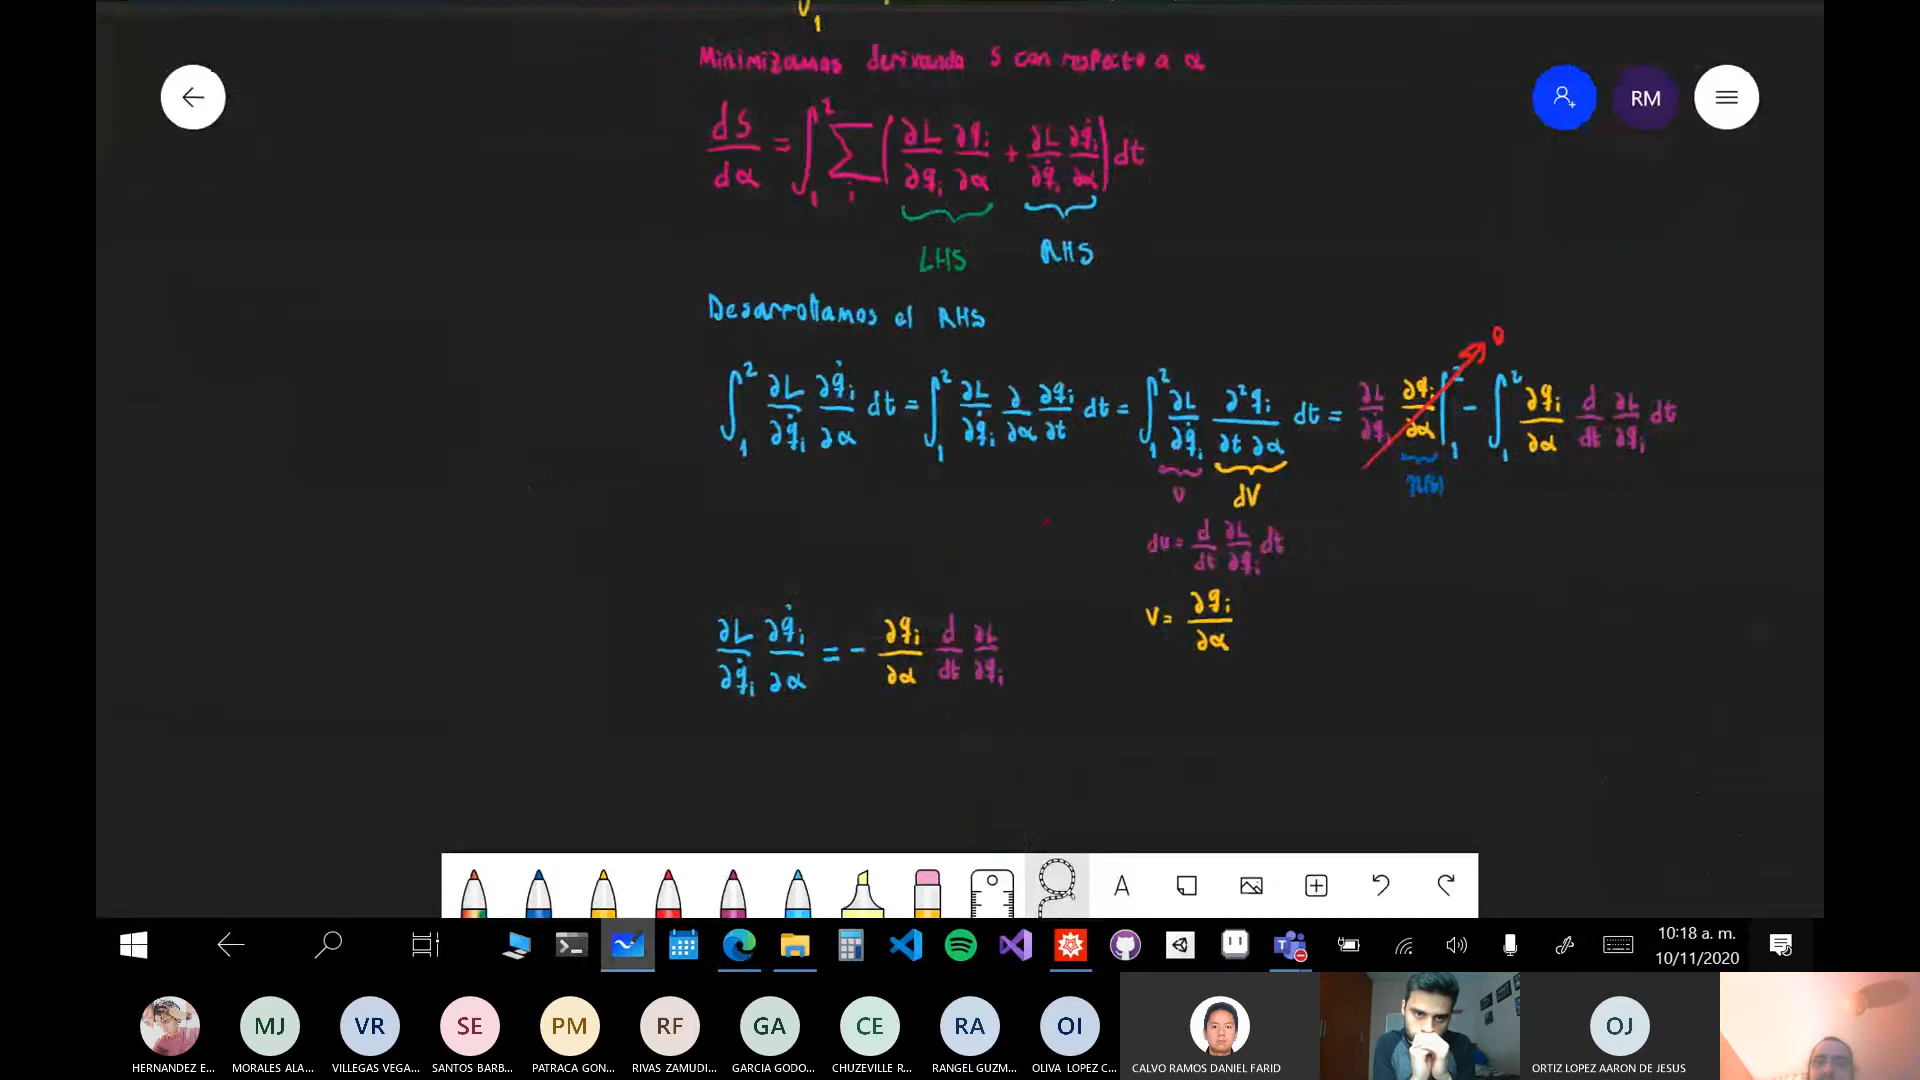 υ₁
Minimizamos derivando S con respecto a α
dS/dα = ∫₁² Σᵢ (∂L/∂qᵢ ∂qᵢ/∂α + ∂L/∂q̇ᵢ ∂q̇ᵢ/∂α) dt
LHS RHS
Desarrollamos el RHS
∫₁² ∂L/∂q̇ᵢ ∂q̇ᵢ/∂α dt = ∫₁² ∂L/∂q̇ᵢ ∂/∂α ∂qᵢ/∂t dt = ∫₁² ∂L/∂q̇ᵢ ∂²qᵢ/∂t ∂α dt = ∂L/∂q̇ᵢ ∂qᵢ/∂α |₁² − ∫₁² ∂qᵢ/∂α d/dt ∂L/∂q̇ᵢ dt
0
U dV η(t)
du = d/dt ∂L/∂q̇ᵢ dt
V = ∂qᵢ/∂α
∂L/∂q̇ᵢ ∂q̇ᵢ/∂α = − ∂qᵢ/∂α d/dt ∂L/∂q̇ᵢ
RM
A
10:18 a. m.
10/11/2020
MJ VR SE PM RF GA CE RA OI OJ
HERNANDEZ E... MORALES ALA... VILLEGAS VEGA... SANTOS BARB... PATRACA GON... RIVAS ZAMUDI... GARCIA GODO... CHUZEVILLE R... RANGEL GUZM... OLIVA LOPEZ C... CALVO RAMOS DANIEL FARID ORTIZ LOPEZ AARON DE JESUS